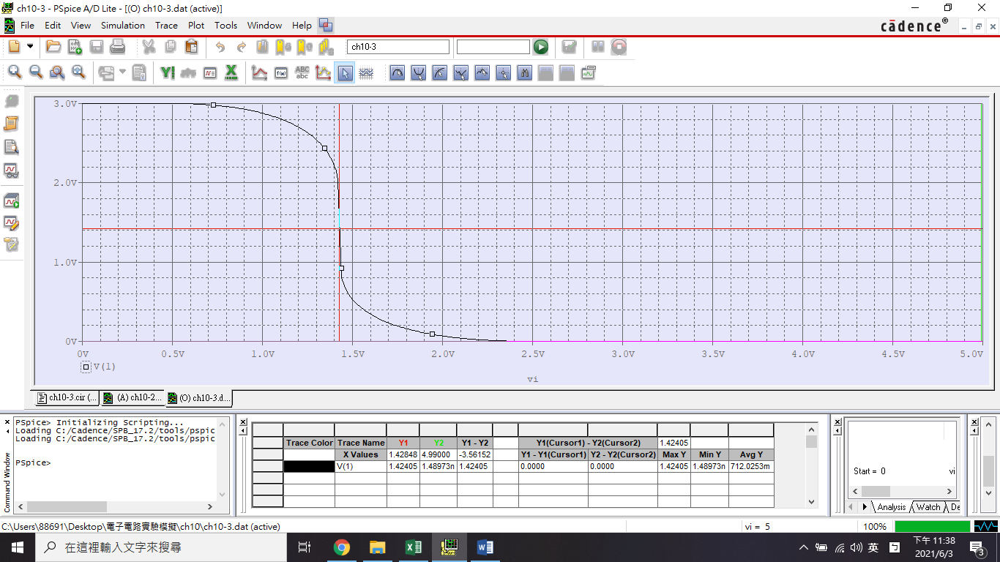 ch10-3 - PSpice A/D Lite - [(O) ch10-3.dat (active)]
File Edit View Simulation Trace Plot Tools Window Help
cādence®
ch10-3
ABC
abc
3.0V
2.0V
1.0V
0V
0V 0.5V 1.0V 1.5V 2.0V 2.5V 3.0V 3.5V 4.0V 4.5V 5.0V
V(1)
vi
ch10-3.cir (... (A) ch10-2... (O) ch10-3.d...
Command Window
PSpice> Initializing Scripting...
Loading C:/Cadence/SPB_17.2/tools/pspic
Loading C:/Cadence/SPB_17.2/tools/pspic
PSpice>
Trace Color Trace Name Y1 Y2 Y1 - Y2 Y1(Cursor1) - Y2(Cursor2) 1.42405
X Values 1.42848 4.99000 -3.56152 Y1 - Y1(Cursor1) Y2 - Y2(Cursor2) Max Y Min Y Avg Y
V(1) 1.42405 1.48973n 1.42405 0.0000 0.0000 1.42405 1.48973n 712.0253m
Start = 0 vi
Analysis Watch De
C:\Users\88691\Desktop\電子電路實驗模擬\ch10\ch10-3.dat (active) vi = 5 100%
在這裡輸入文字來搜尋
英
下午 11:38
2021/6/3
3